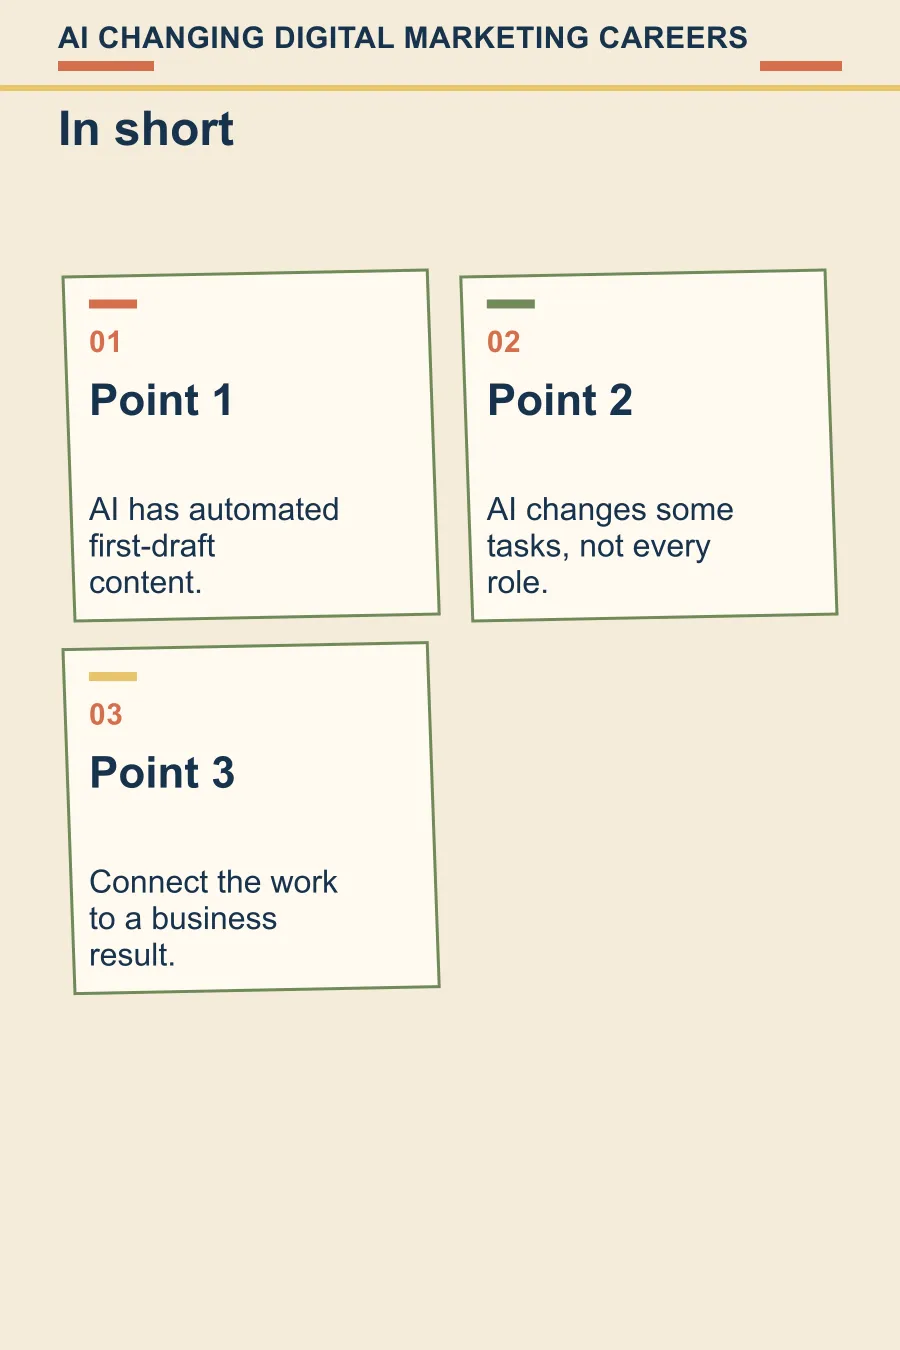 AI CHANGING DIGITAL MARKETING CAREERS
In short
01
Point 1
AI has automated
first-draft
content.
02
Point 2
AI changes some
tasks, not every
role.
03
Point 3
Connect the work
to a business
result.